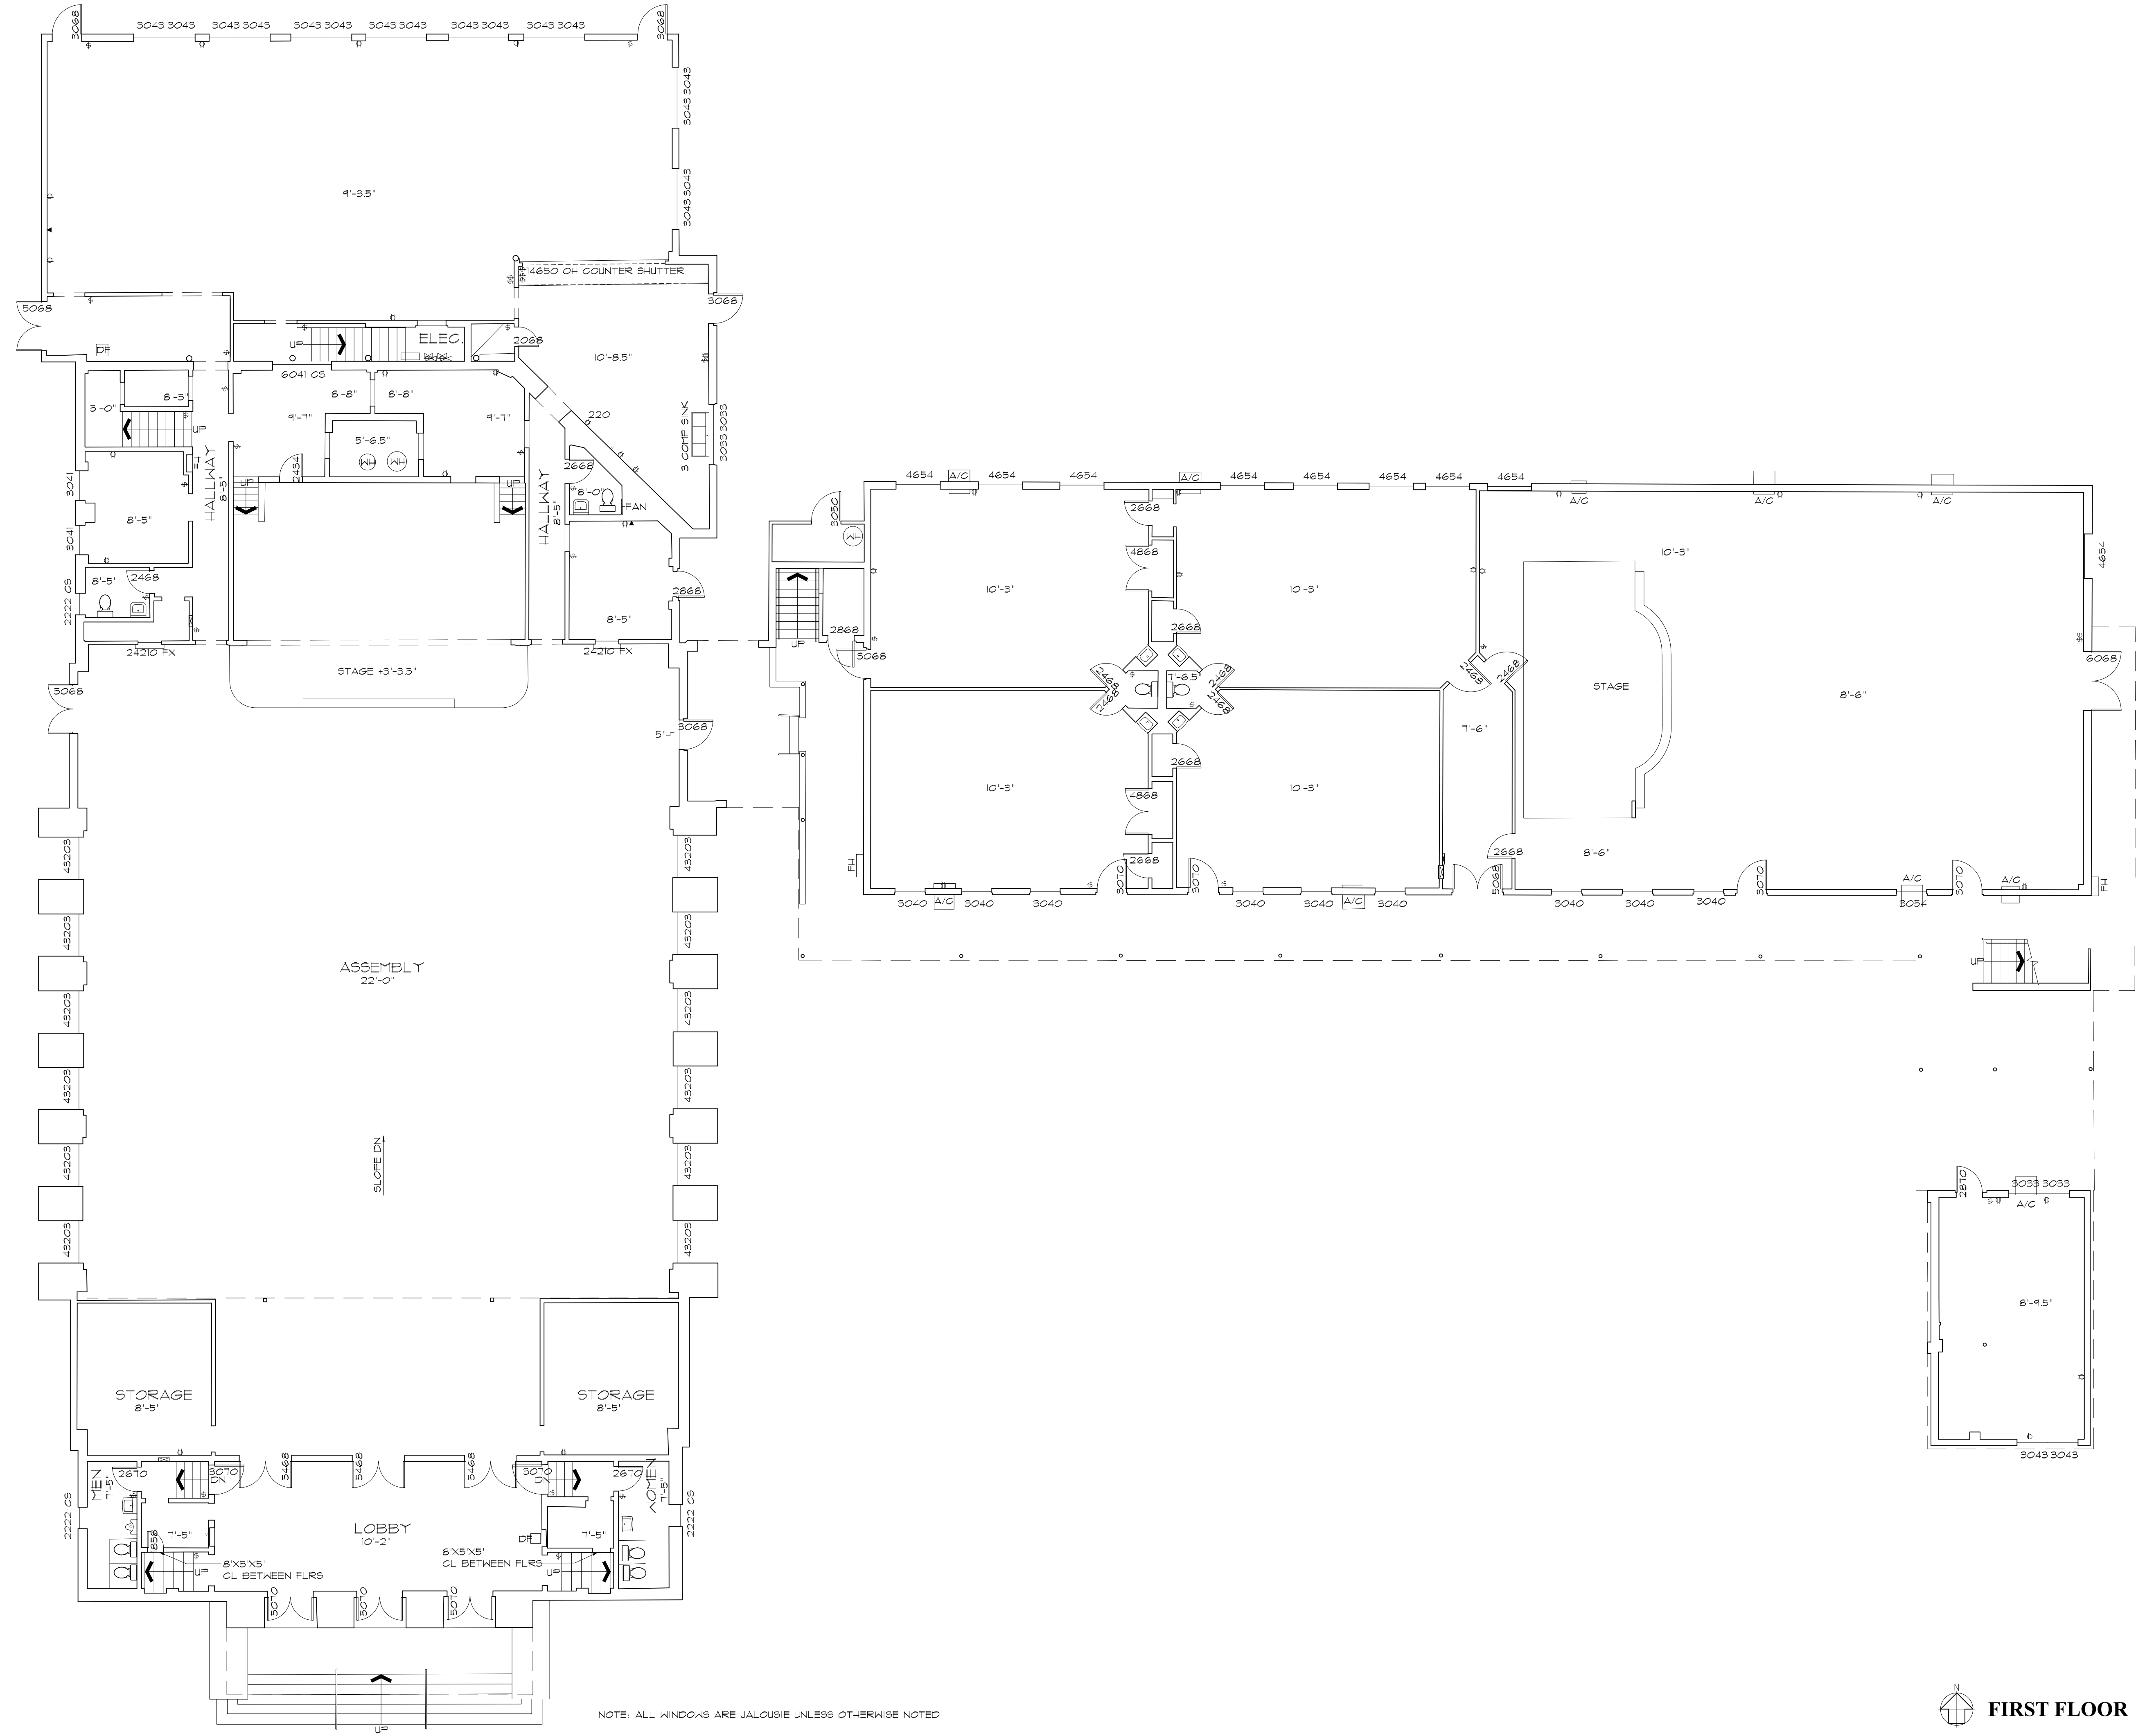 3068
3043 3043
3043 3043
3043 3043
3043 3043
3043 3043
3043 3043
3068
3043 3043
3043 3043
9'-3.5"
14650 OH COUNTER SHUTTER
5068
3068
DF
UP
ELEC.
2068
10'-8.5"
6041 CS
5'-0"
8'-5"
8'-8"
8'-8"
9'-7"
9'-7"
220
3 COMP SINK
3033 3033
UP
5'-6.5"
WH
WH
FH
HALLWAY
8'-5"
2434
UP
UP
HALLWAY
8'-5"
2668
8'-0"
FAN
3041
3041
8'-5"
8'-5"
2468
2222 CS
2868
8'-5"
24210 FX
24210 FX
STAGE +3'-3.5"
5068
3068
5"
43203
43203
43203
43203
43203
43203
43203
43203
43203
43203
43203
43203
ASSEMBLY
22'-0"
SLOPE DN
STORAGE
8'-5"
STORAGE
8'-5"
MEN
7'-5"
2670
3070
DN
5468
5468
5468
3070
DN
2670
WOMEN
7'-5"
2222 CS
2222 CS
7'-5"
LOBBY
10'-2"
DF
7'-5"
8'X5'X5'
CL BETWEEN FLRS
8'X5'X5'
CL BETWEEN FLRS
UP
UP
5070
5070
5070
UP
4654
A/C
4654
4654
A/C
4654
4654
4654
4654
4654
3050
WH
2668
4868
A/C
A/C
A/C
10'-3"
10'-3"
10'-3"
4654
2868
UP
3068
2668
2468
2468
7'-6.5"
2468
2468
2468
2468
6068
STAGE
8'-6"
7'-6"
2668
10'-3"
4868
10'-3"
2668
2668
8'-6"
FH
3070
3070
5068
3070
3070
A/C
A/C
FH
3040
A/C
3040
3040
3040
3040
A/C
3040
3040
3040
3040
3054
UP
2870
3033 3033
A/C
8'-9.5"
3043 3043
NOTE: ALL WINDOWS ARE JALOUSIE UNLESS OTHERWISE NOTED
N
FIRST FLOOR